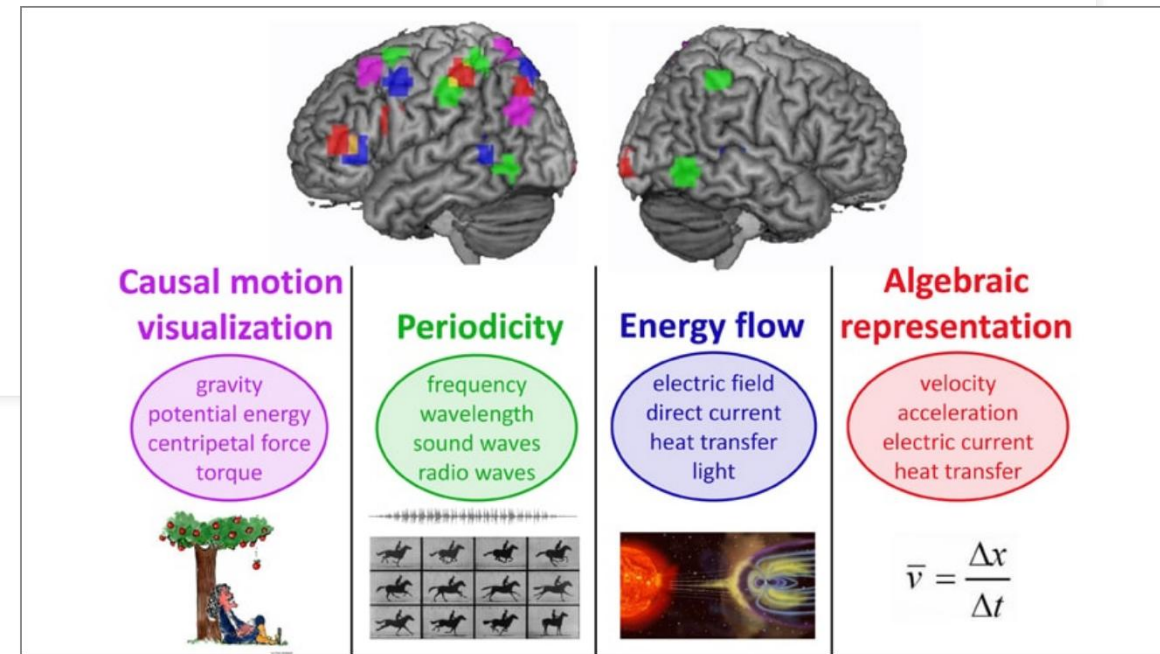 Causal motion
visualization
gravity
potential energy
centripetal force
torque
Periodicity
frequency
wavelength
sound waves
radio waves
Energy flow
electric field
direct current
heat transfer
light
Algebraic
representation
velocity
acceleration
electric current
heat transfer
v̅ = Δx / Δt